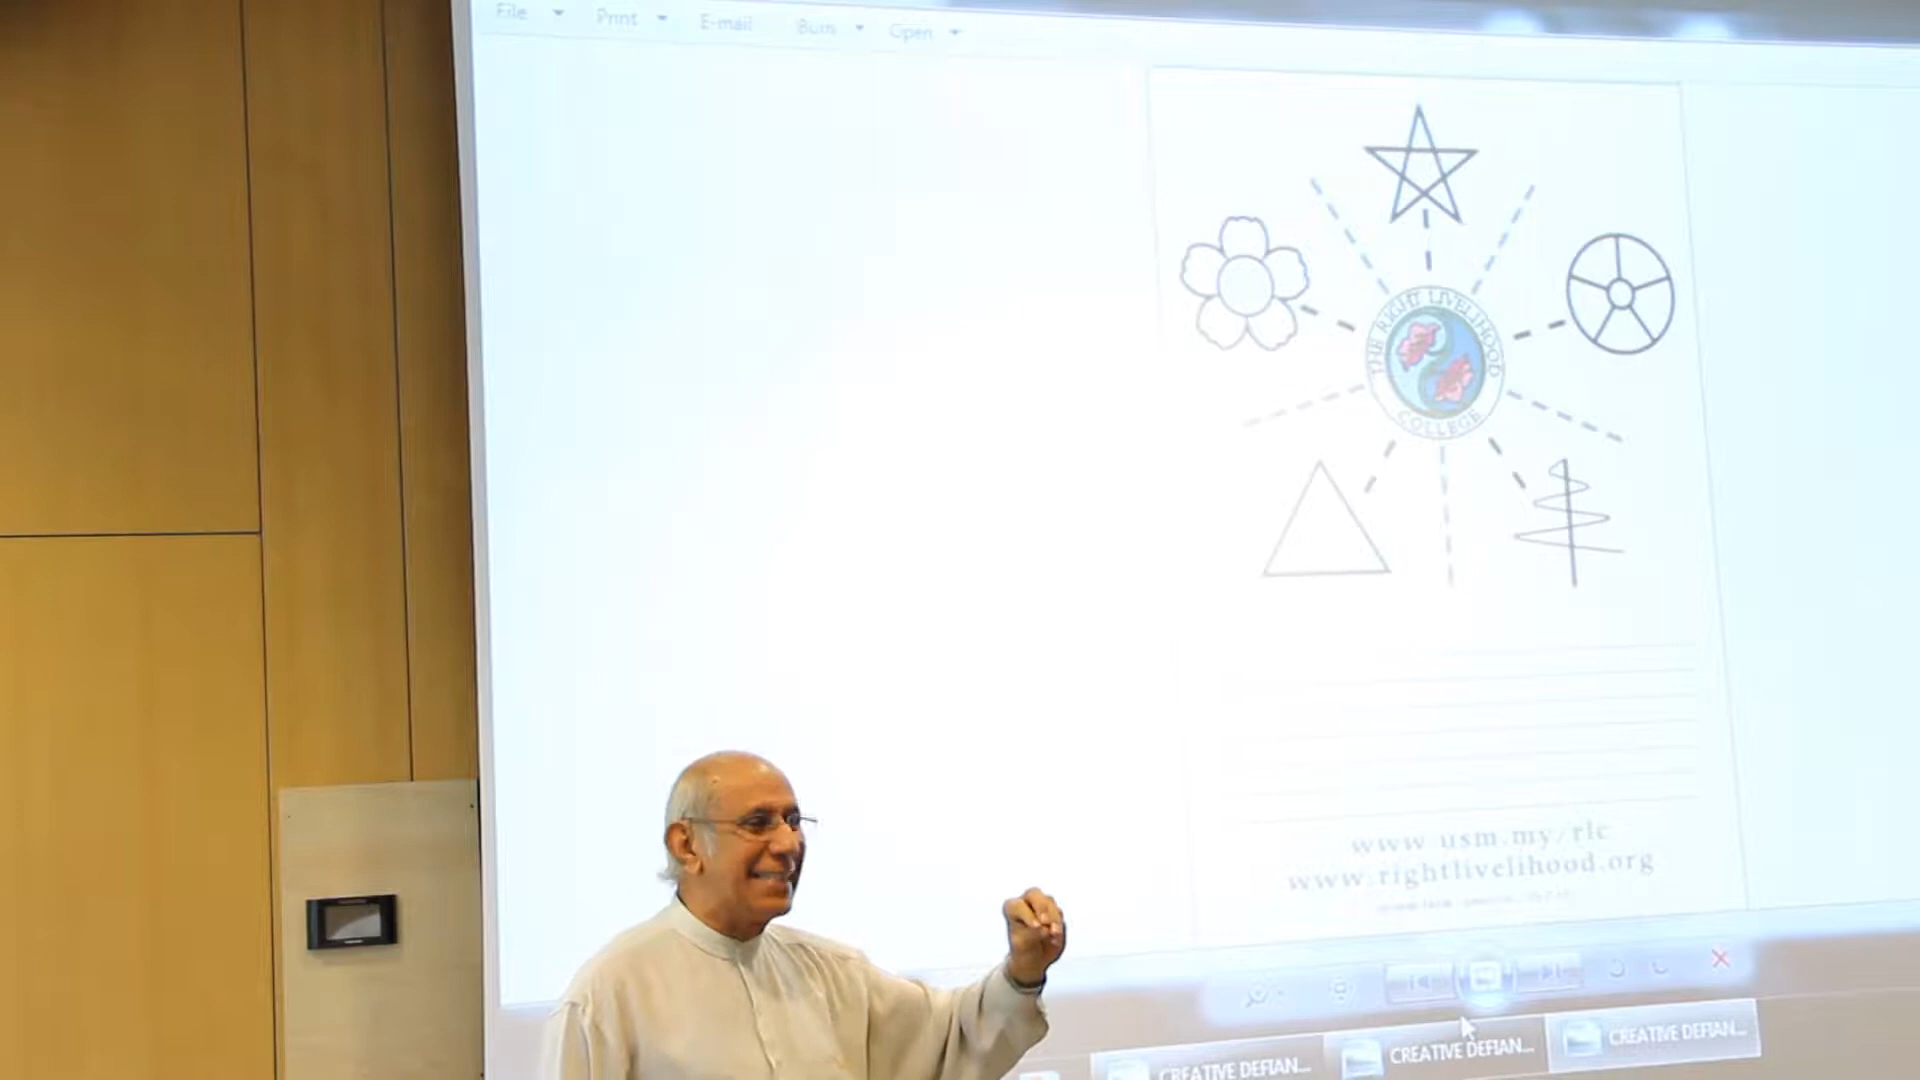 File Print E-mail Burn Open
THE RIGHT LIVELIHOOD
COLLEGE
www.usm.my/rlc
www.rightlivelihood.org
CREATIVE DEFIAN...
CREATIVE DEFIAN...
CREATIVE DEFIAN...